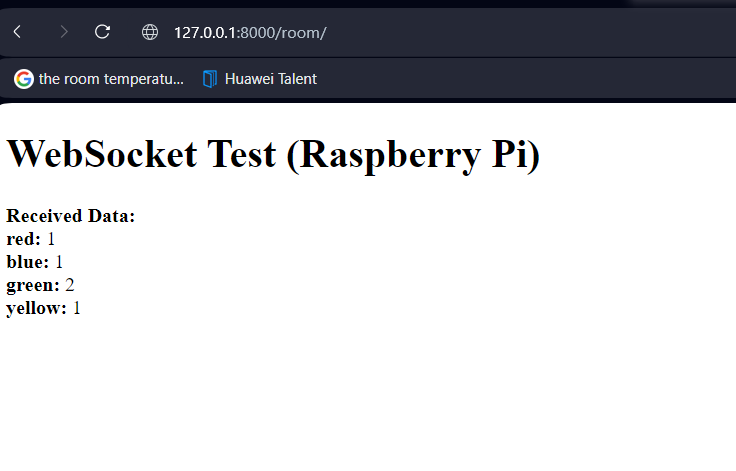 127.0.0.1:8000/room/
the room temperatu... Huawei Talent
WebSocket Test (Raspberry Pi)
Received Data:
red: 1
blue: 1
green: 2
yellow: 1